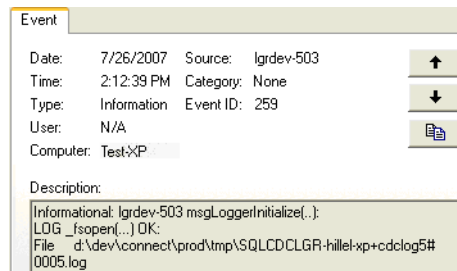 Event
Date: 7/26/2007 Source: lgrdev-503
Time: 2:12:39 PM Category: None
Type: Information Event ID: 259
User: N/A
Computer: Test-XP
Description:
Informational: lgrdev-503 msgLoggerInitialize(..):
LOG _fsopen(...) OK:
File d:\dev\connect\prod\tmp\SQLCDCLGR-hillel-xp+cdclog5#
0005.log